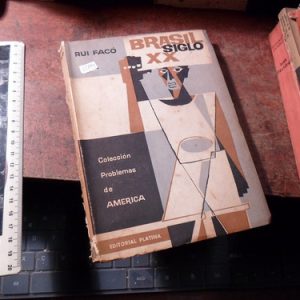 RUI FACÓ
BRASIL
SIGLO
XX
Colección
Problemas
de
AMERICA
EDITORIAL PLATINA